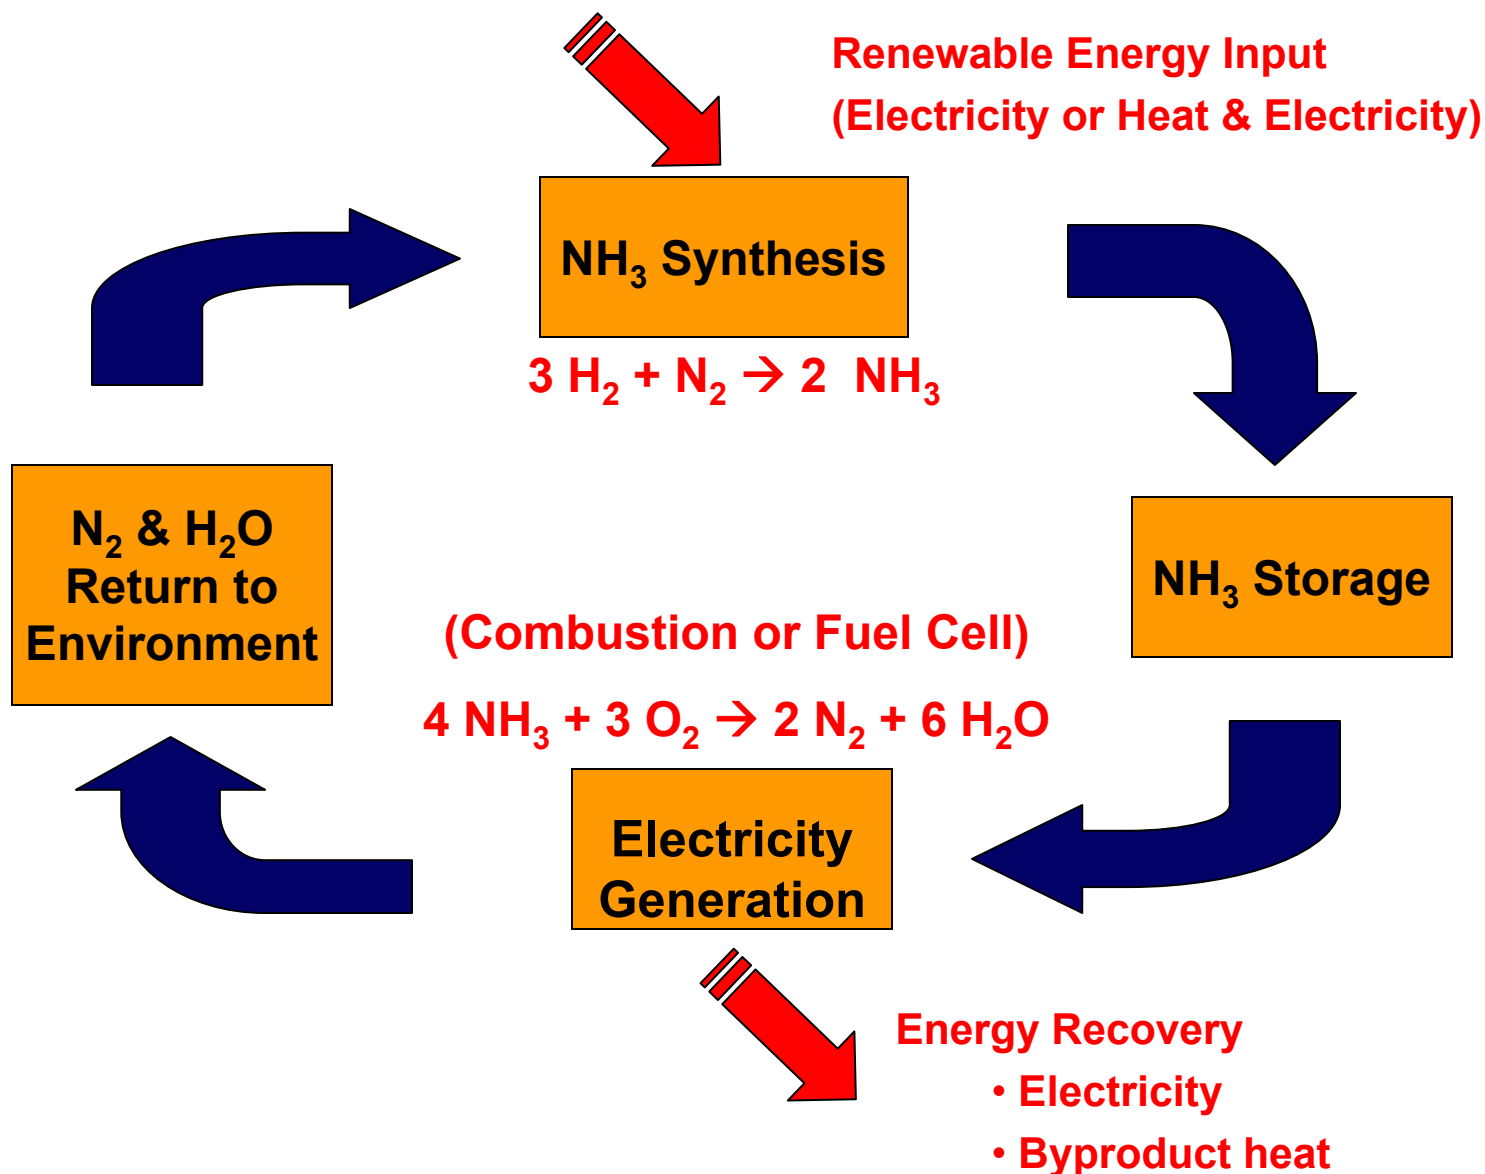 Renewable Energy Input
(Electricity or Heat & Electricity)
NH₃ Synthesis
3 H₂ + N₂ → 2 NH₃
N₂ & H₂O
Return to
Environment
NH₃ Storage
(Combustion or Fuel Cell)
4 NH₃ + 3 O₂ → 2 N₂ + 6 H₂O
Electricity
Generation
Energy Recovery
• Electricity
• Byproduct heat